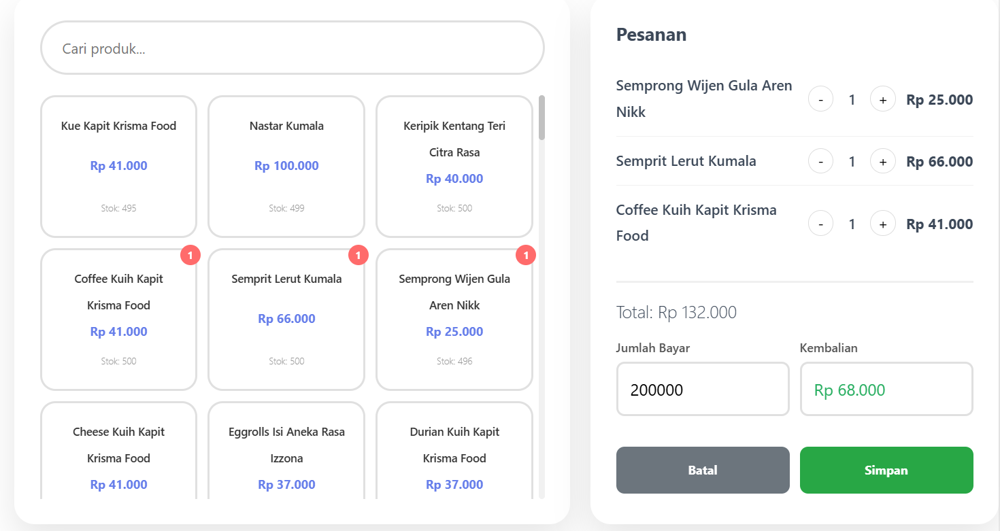 Cari produk...
Kue Kapit Krisma Food
Rp 41.000
Stok: 495
Nastar Kumala
Rp 100.000
Stok: 499
Keripik Kentang Teri
Citra Rasa
Rp 40.000
Stok: 500
1
Coffee Kuih Kapit
Krisma Food
Rp 41.000
Stok: 500
1
Semprit Lerut Kumala
Rp 66.000
Stok: 500
1
Semprong Wijen Gula
Aren Nikk
Rp 25.000
Stok: 496
Cheese Kuih Kapit
Krisma Food
Rp 41.000
Eggrolls Isi Aneka Rasa
Izzona
Rp 37.000
Durian Kuih Kapit
Krisma Food
Rp 37.000
Pesanan
Semprong Wijen Gula Aren
Nikk
- 1 + Rp 25.000
Semprit Lerut Kumala - 1 + Rp 66.000
Coffee Kuih Kapit Krisma
Food
- 1 + Rp 41.000
Total: Rp 132.000
Jumlah Bayar
200000
Kembalian
Rp 68.000
Batal
Simpan